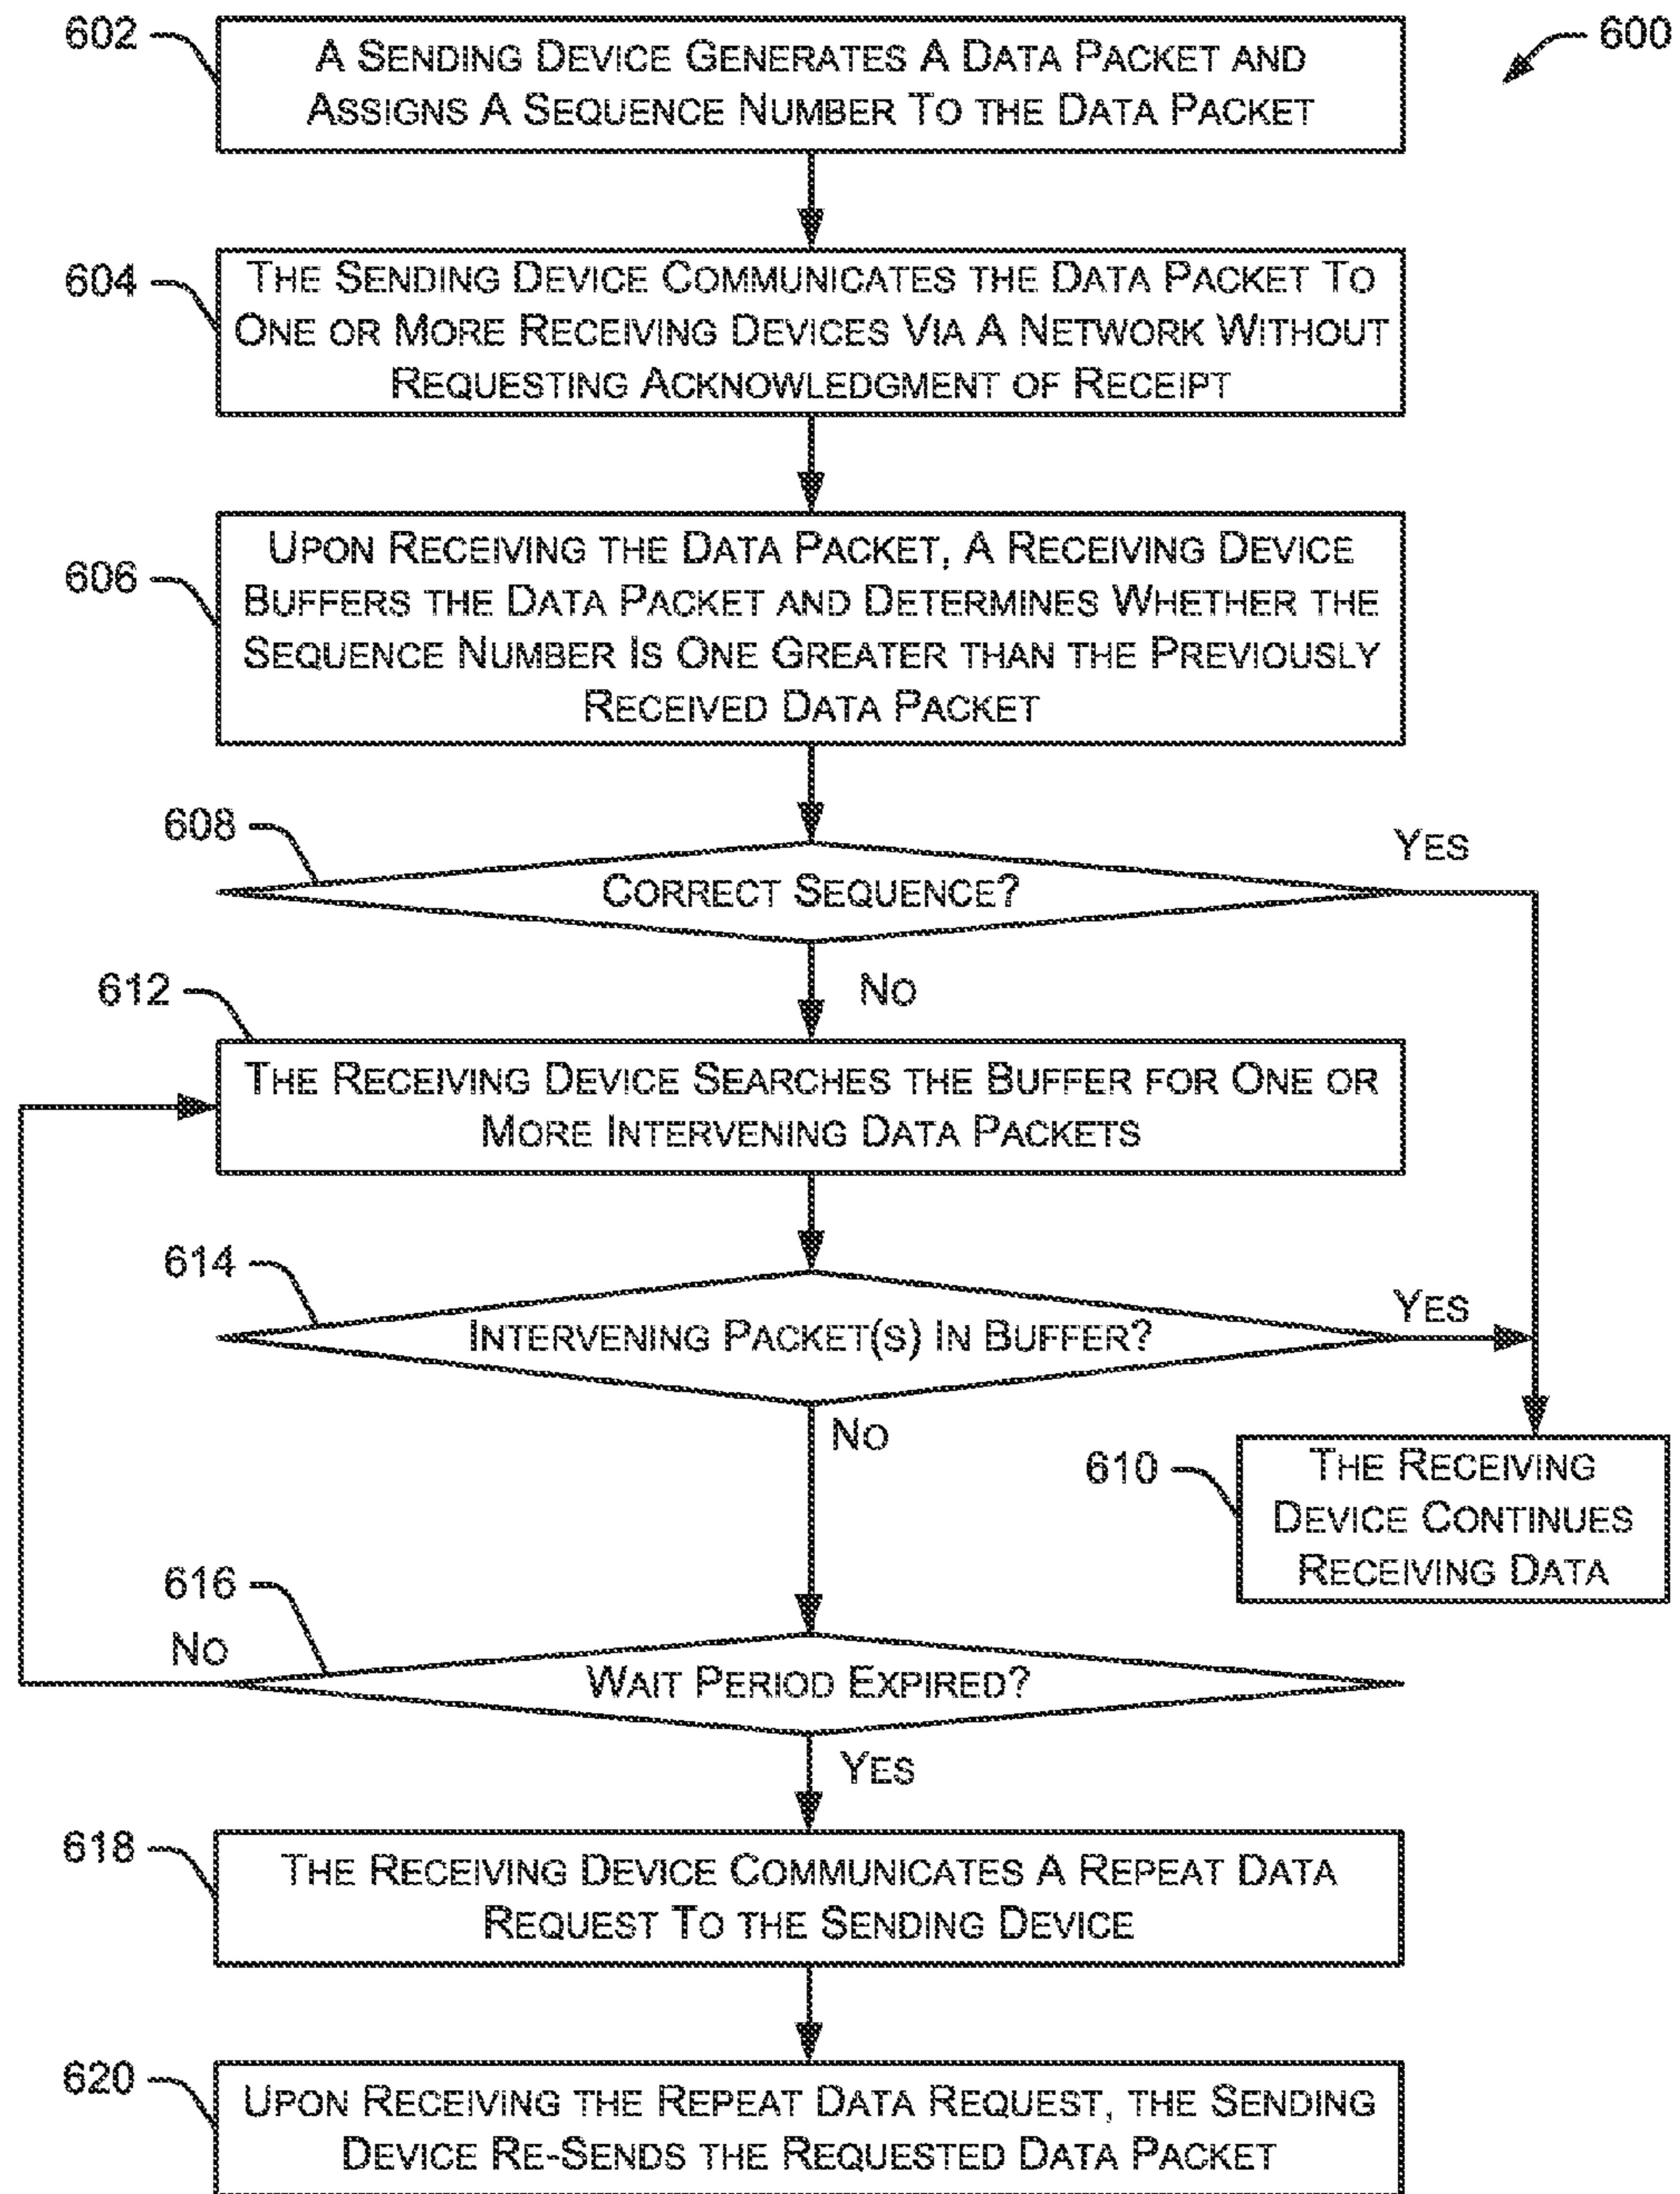 602
600
A SENDING DEVICE GENERATES A DATA PACKET AND
ASSIGNS A SEQUENCE NUMBER TO THE DATA PACKET
604
THE SENDING DEVICE COMMUNICATES THE DATA PACKET TO
ONE OR MORE RECEIVING DEVICES VIA A NETWORK WITHOUT
REQUESTING ACKNOWLEDGMENT OF RECEIPT
606
UPON RECEIVING THE DATA PACKET, A RECEIVING DEVICE
BUFFERS THE DATA PACKET AND DETERMINES WHETHER THE
SEQUENCE NUMBER IS ONE GREATER THAN THE PREVIOUSLY
RECEIVED DATA PACKET
608
CORRECT SEQUENCE?
YES
NO
612
THE RECEIVING DEVICE SEARCHES THE BUFFER FOR ONE OR
MORE INTERVENING DATA PACKETS
614
INTERVENING PACKET(S) IN BUFFER?
YES
NO
610
THE RECEIVING
DEVICE CONTINUES
RECEIVING DATA
616
NO
WAIT PERIOD EXPIRED?
YES
618
THE RECEIVING DEVICE COMMUNICATES A REPEAT DATA
REQUEST TO THE SENDING DEVICE
620
UPON RECEIVING THE REPEAT DATA REQUEST, THE SENDING
DEVICE RE-SENDS THE REQUESTED DATA PACKET